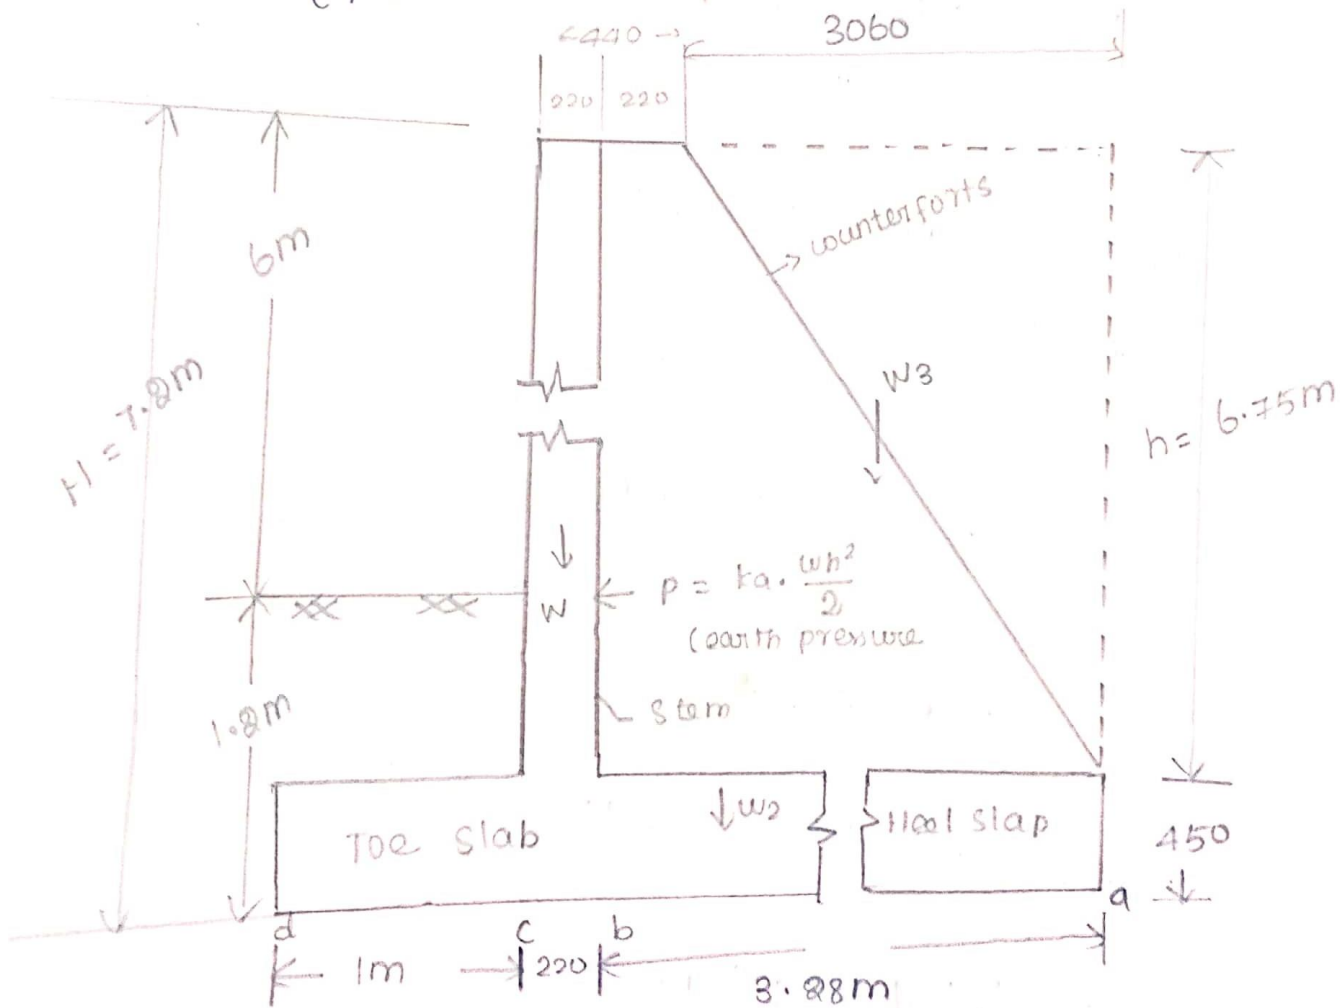 440
3060
220
220
6m
counterforts
H = 7.2m
W3
h = 6.75m
W
p = ka. wh²/2
(earth pressure
stem
1.2m
W2
Toe slab
Heel slap
450
a
d
c
b
1m
220
3.28m